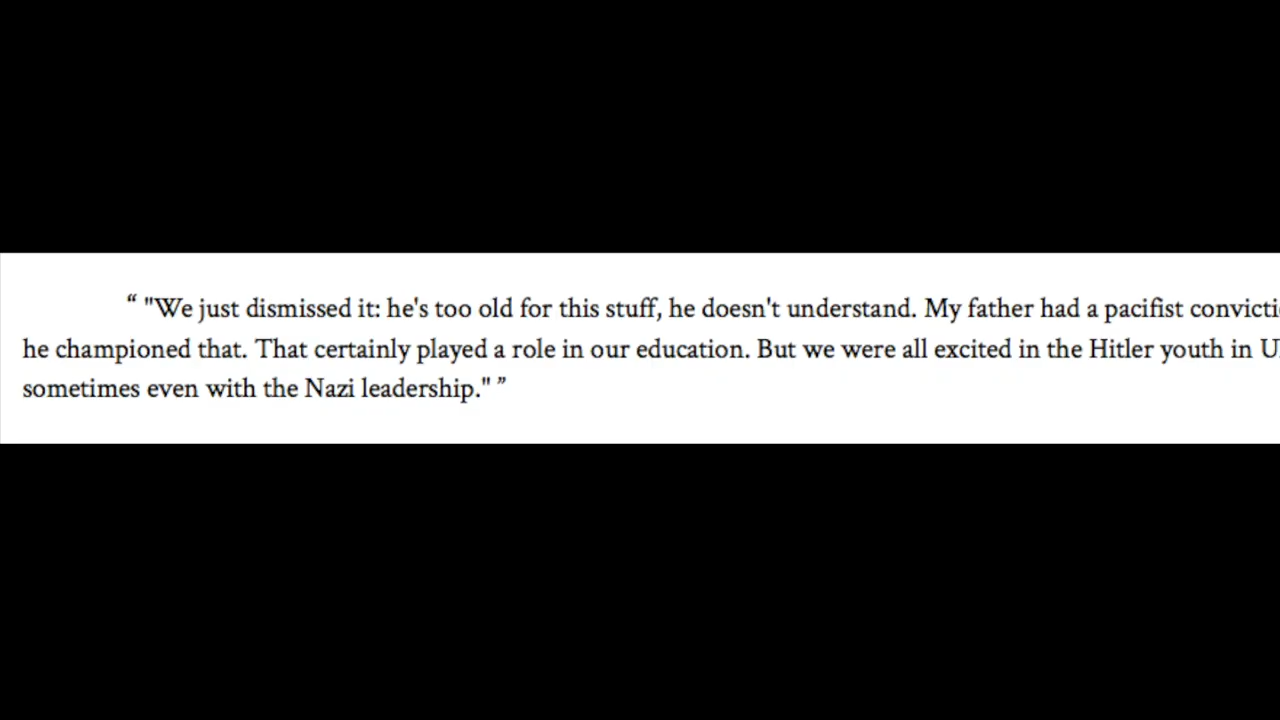 “ "We just dismissed it: he's too old for this stuff, he doesn't understand. My father had a pacifist
he championed that. That certainly played a role in our education. But we were all excited in the Hitler youth in
sometimes even with the Nazi leadership." ”